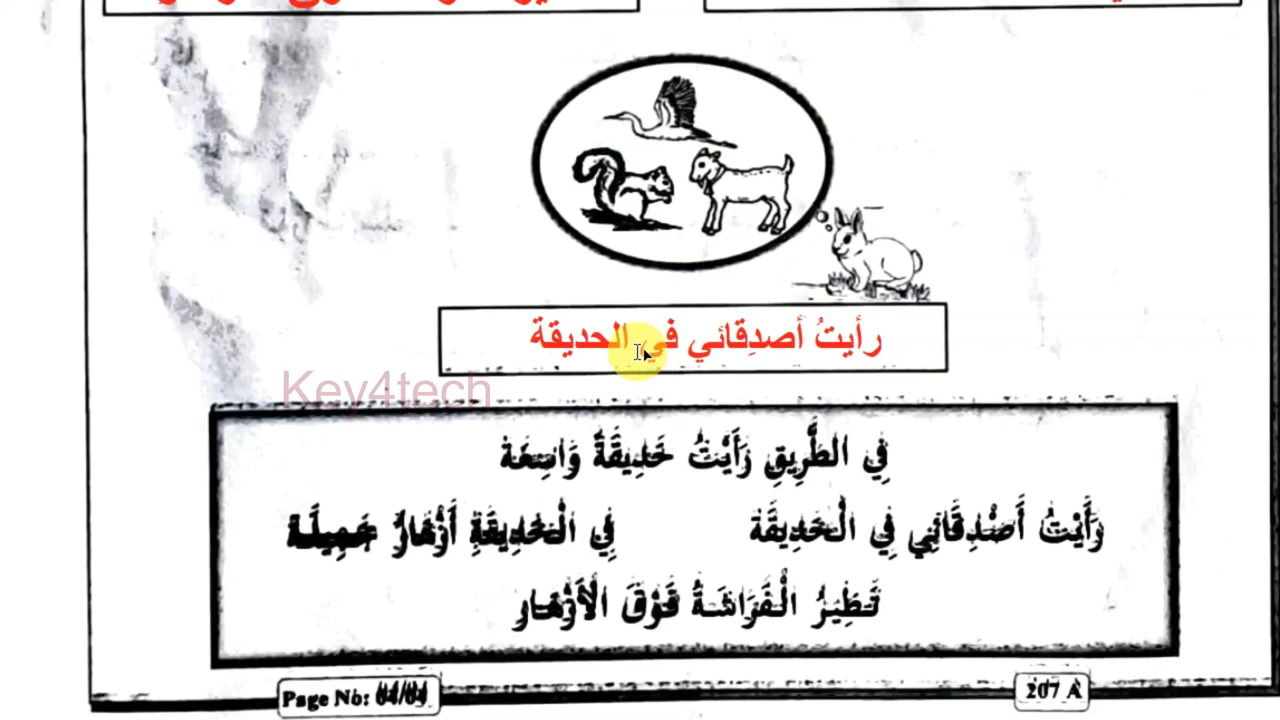 رأيتُ أصدِقائي في الحديقة
Key4tech
فِي الطَّرِيقِ رَأَيْتُ حَدِيقَةً وَاسِعَة
رَأَيْتُ أَصْدِقَائِي فِي الْحَدِيقَة فِي الْحَدِيقَةِ أَزْهَارٌ جَمِيلَة
تَطِيرُ الْفَرَاشَةُ فَوْقَ الْأَزْهَار
Page No: 04/04 207 A